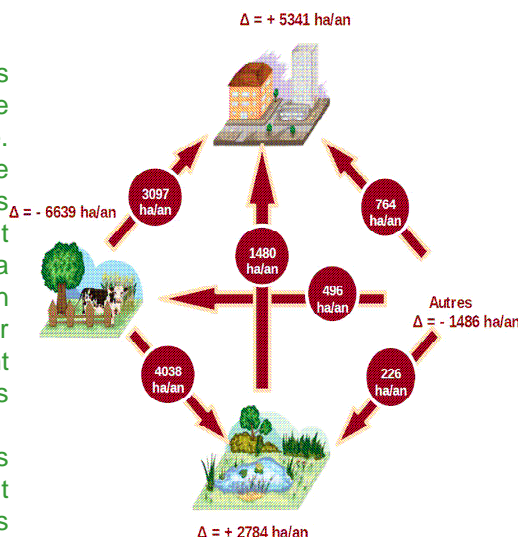 Δ = + 5341 ha/an
3097
ha/an
764
ha/an
Δ = - 6639 ha/an
1480
ha/an
496
ha/an
Autres
Δ = - 1486 ha/an
4038
ha/an
226
ha/an
Δ = + 2784 ha/an